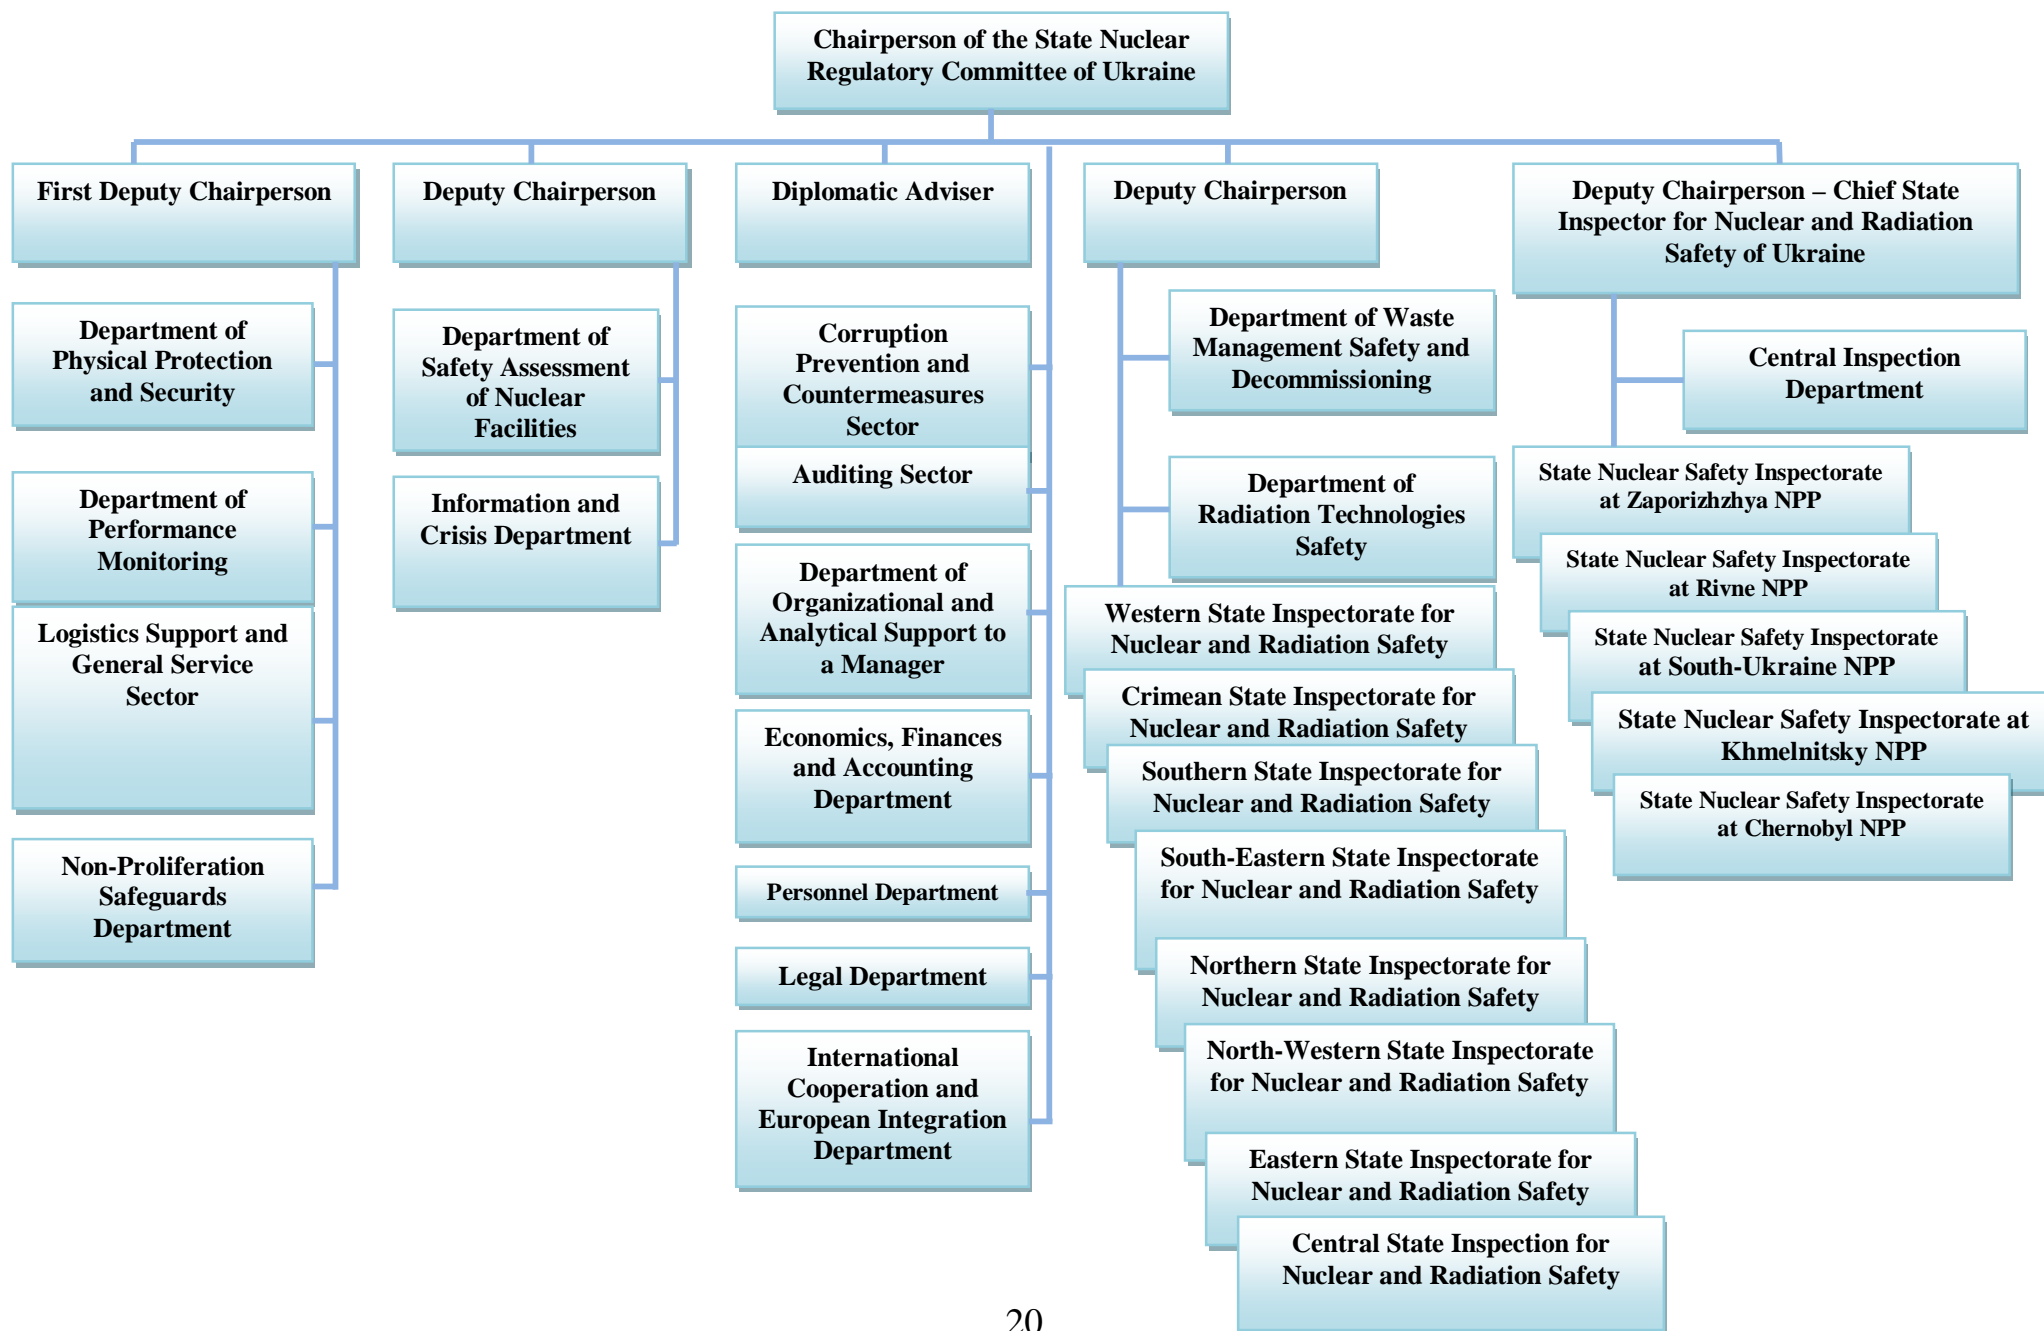 Chairperson of the State Nuclear
Regulatory Committee of Ukraine
First Deputy Chairperson
Deputy Chairperson
Diplomatic Adviser
Deputy Chairperson
Deputy Chairperson – Chief State
Inspector for Nuclear and Radiation
Safety of Ukraine
Department of
Physical Protection
and Security
Department of
Performance
Monitoring
Logistics Support and
General Service
Sector
Non-Proliferation
Safeguards
Department
Department of
Safety Assessment
of Nuclear
Facilities
Information and
Crisis Department
Corruption
Prevention and
Countermeasures
Sector
Auditing Sector
Department of
Organizational and
Analytical Support to
a Manager
Economics, Finances
and Accounting
Department
Personnel Department
Legal Department
International
Cooperation and
European Integration
Department
Department of Waste
Management Safety and
Decommissioning
Department of
Radiation Technologies
Safety
Western State Inspectorate for
Nuclear and Radiation Safety
Crimean State Inspectorate for
Nuclear and Radiation Safety
Southern State Inspectorate for
Nuclear and Radiation Safety
South-Eastern State Inspectorate
for Nuclear and Radiation Safety
Northern State Inspectorate for
Nuclear and Radiation Safety
North-Western State Inspectorate
for Nuclear and Radiation Safety
Eastern State Inspectorate for
Nuclear and Radiation Safety
Central State Inspection for
Nuclear and Radiation Safety
Central Inspection
Department
State Nuclear Safety Inspectorate
at Zaporizhzhya NPP
State Nuclear Safety Inspectorate
at Rivne NPP
State Nuclear Safety Inspectorate
at South-Ukraine NPP
State Nuclear Safety Inspectorate at
Khmelnitsky NPP
State Nuclear Safety Inspectorate
at Chernobyl NPP
20